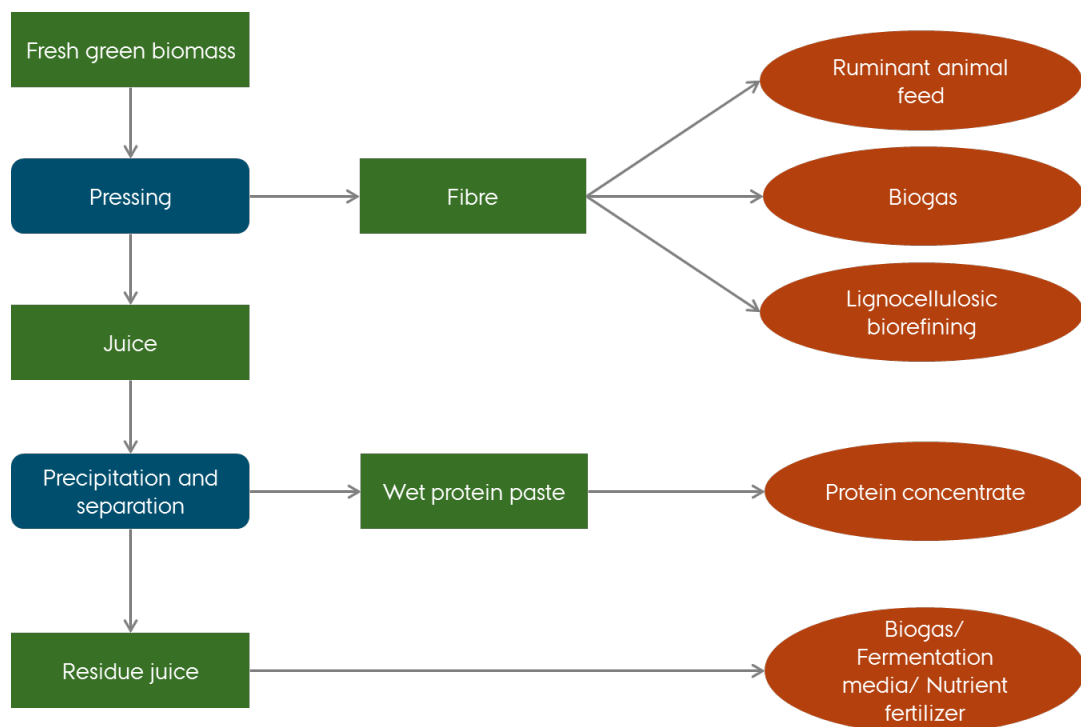 Fresh green biomass
Ruminant animal
feed
Pressing
Fibre
Biogas
Lignocellulosic
biorefining
Juice
Precipitation and
separation
Wet protein paste
Protein concentrate
Residue juice
Biogas/
Fermentation
media/ Nutrient
fertilizer